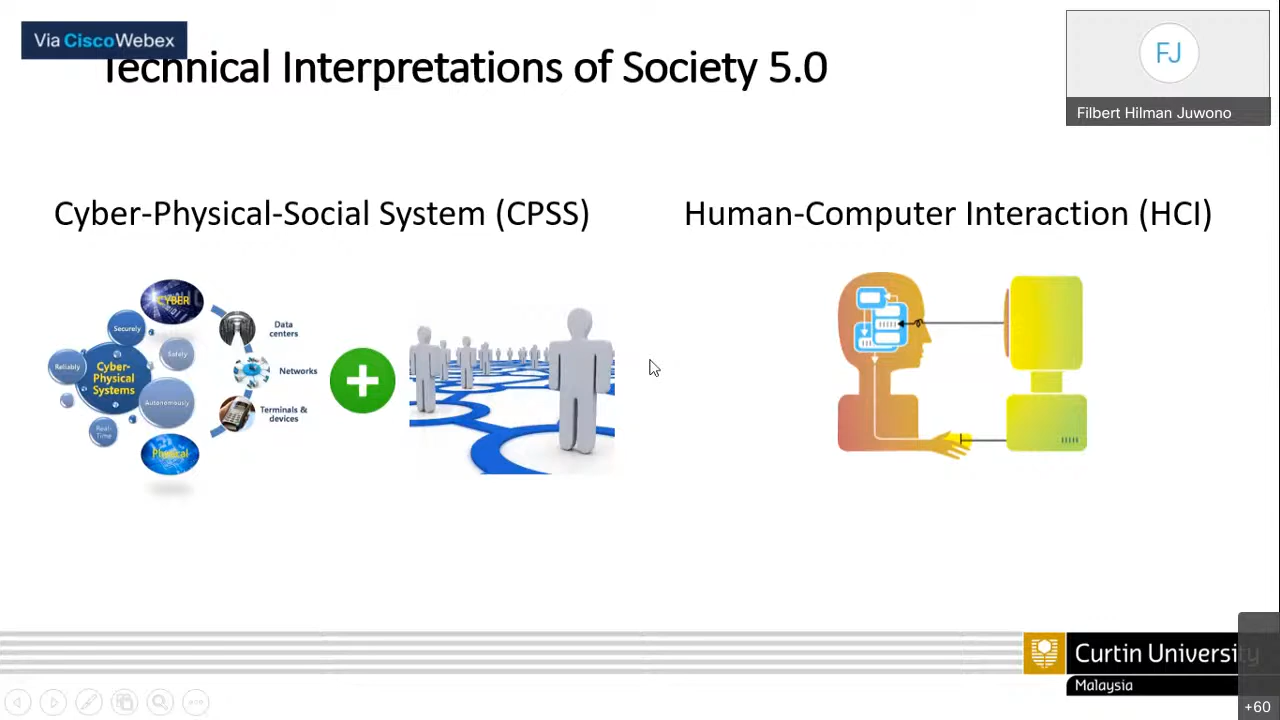 Via CiscoWebex
Technical Interpretations of Society 5.0
FJ
Filbert Hilman Juwono
Cyber-Physical-Social System (CPSS)
Human-Computer Interaction (HCI)
CYBER
Securely
Safely
Reliably
Cyber-
Physical
Systems
Autonomously
Real-
Time
Physical
Data
centers
Networks
Terminals &
devices
Curtin University
Malaysia
+60